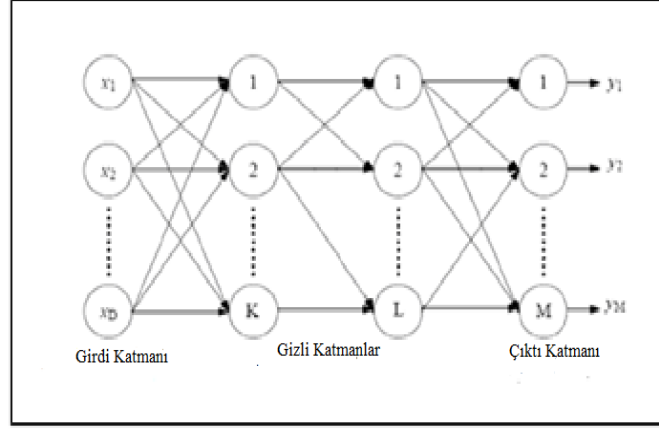 x1 1 1 1 y1
x2 2 2 2 y2
xD K L M yM
Girdi Katmanı Gizli Katmanlar Çıktı Katmanı